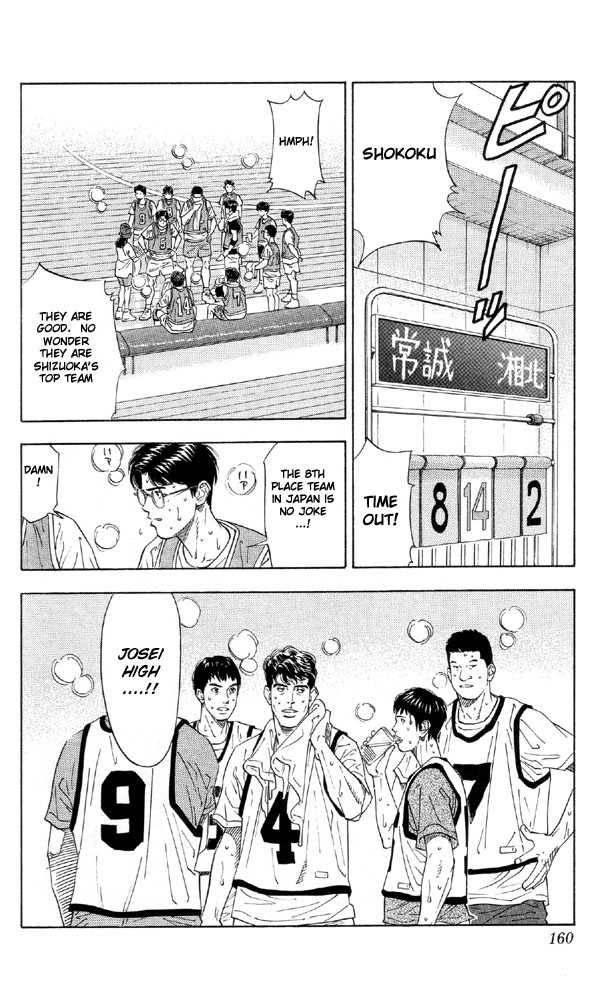 ピー
SHOKOKU
常誠 湘北
TIME
OUT!
8 14 2
HMPH!
THEY ARE
GOOD. NO
WONDER
THEY ARE
SHIZUOKA'S
TOP TEAM
THE 8TH
PLACE TEAM
IN JAPAN IS
NO JOKE
...!
DAMN
!
JOSEI
HIGH
....!!
9
4
7
160